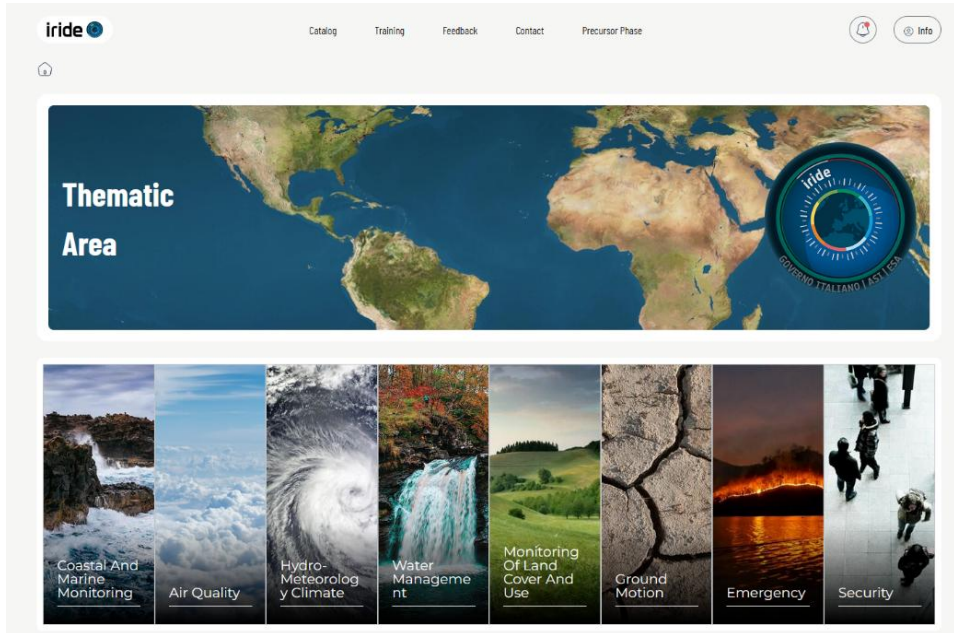 iride
Catalog
Training
Feedback
Contact
Precursor Phase
Info
Thematic
Area
iride
GOVERNO ITALIANO | ASI | ESA
Coastal And
Marine
Monitoring
Air Quality
Hydro-
Meteorolog
y Climate
Water
Manageme
nt
Monitoring
Of Land
Cover And
Use
Ground
Motion
Emergency
Security